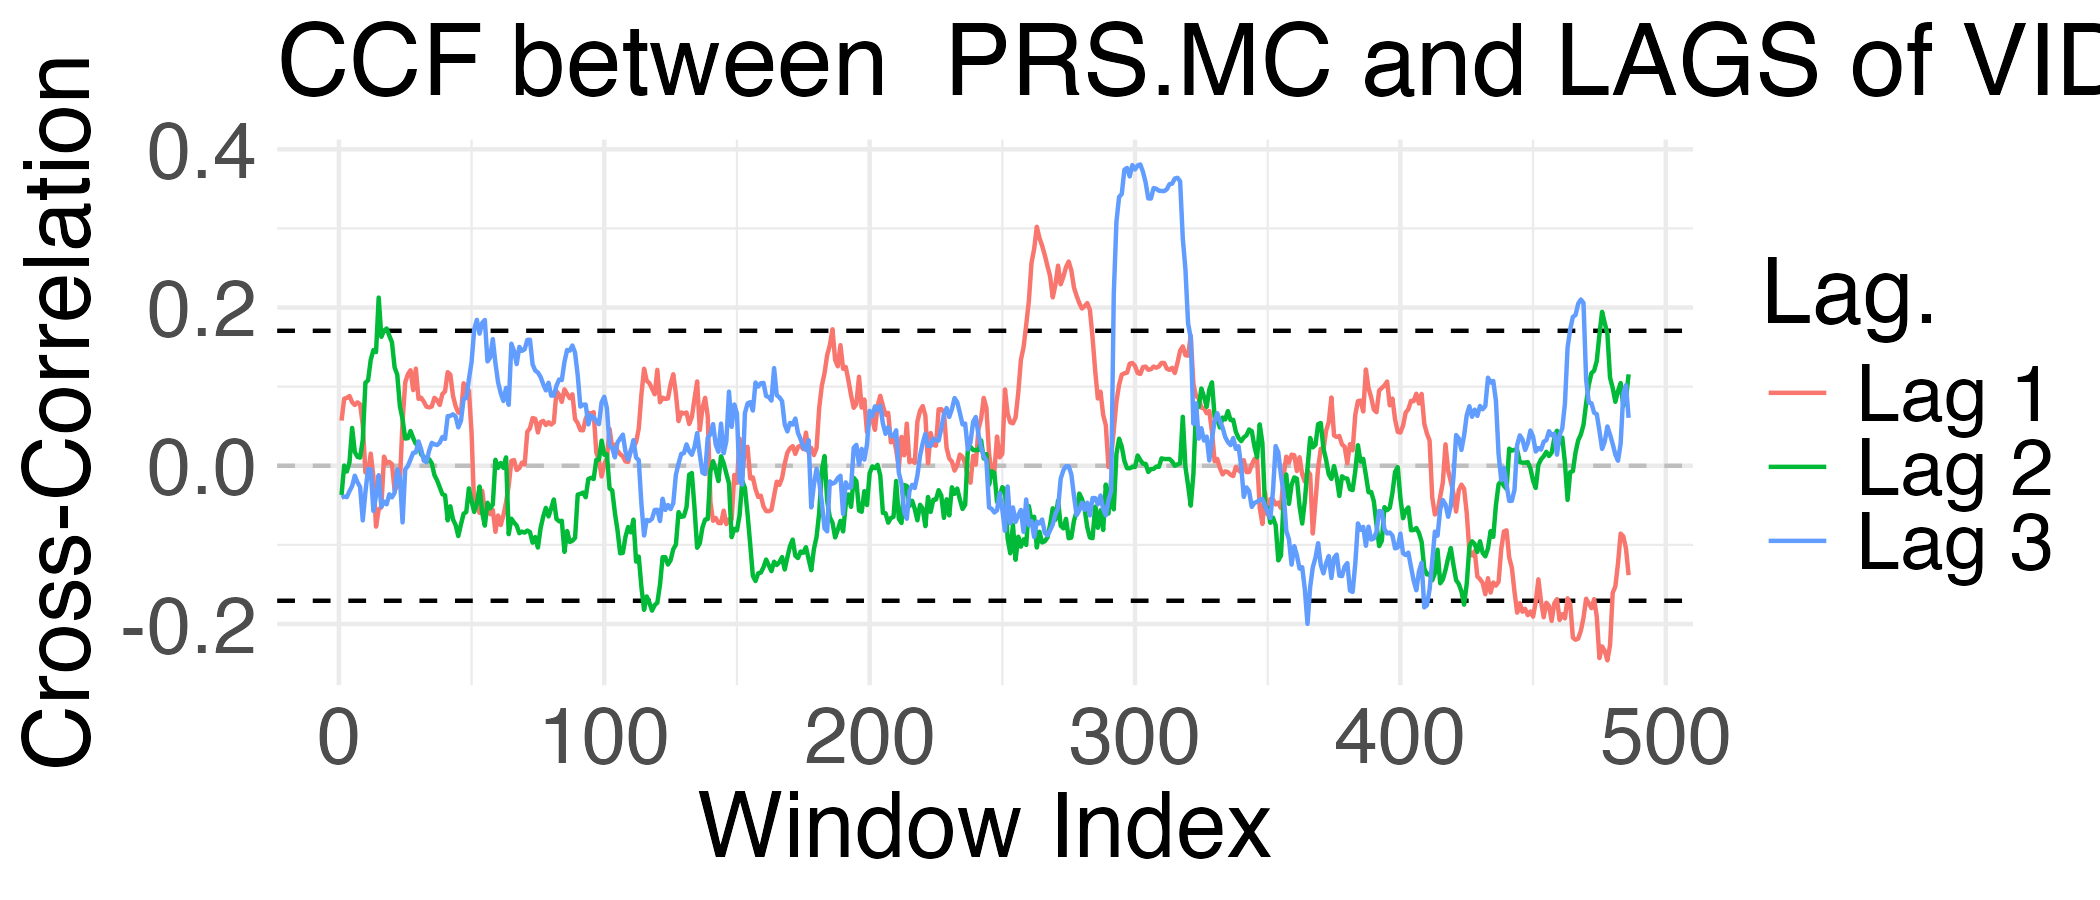 CCF between  PRS.MC and LAGS of VID
Cross-Correlation
0.4
0.2
0.0
-0.2
0
100
200
300
400
500
Window Index
Lag.
Lag 1
Lag 2
Lag 3